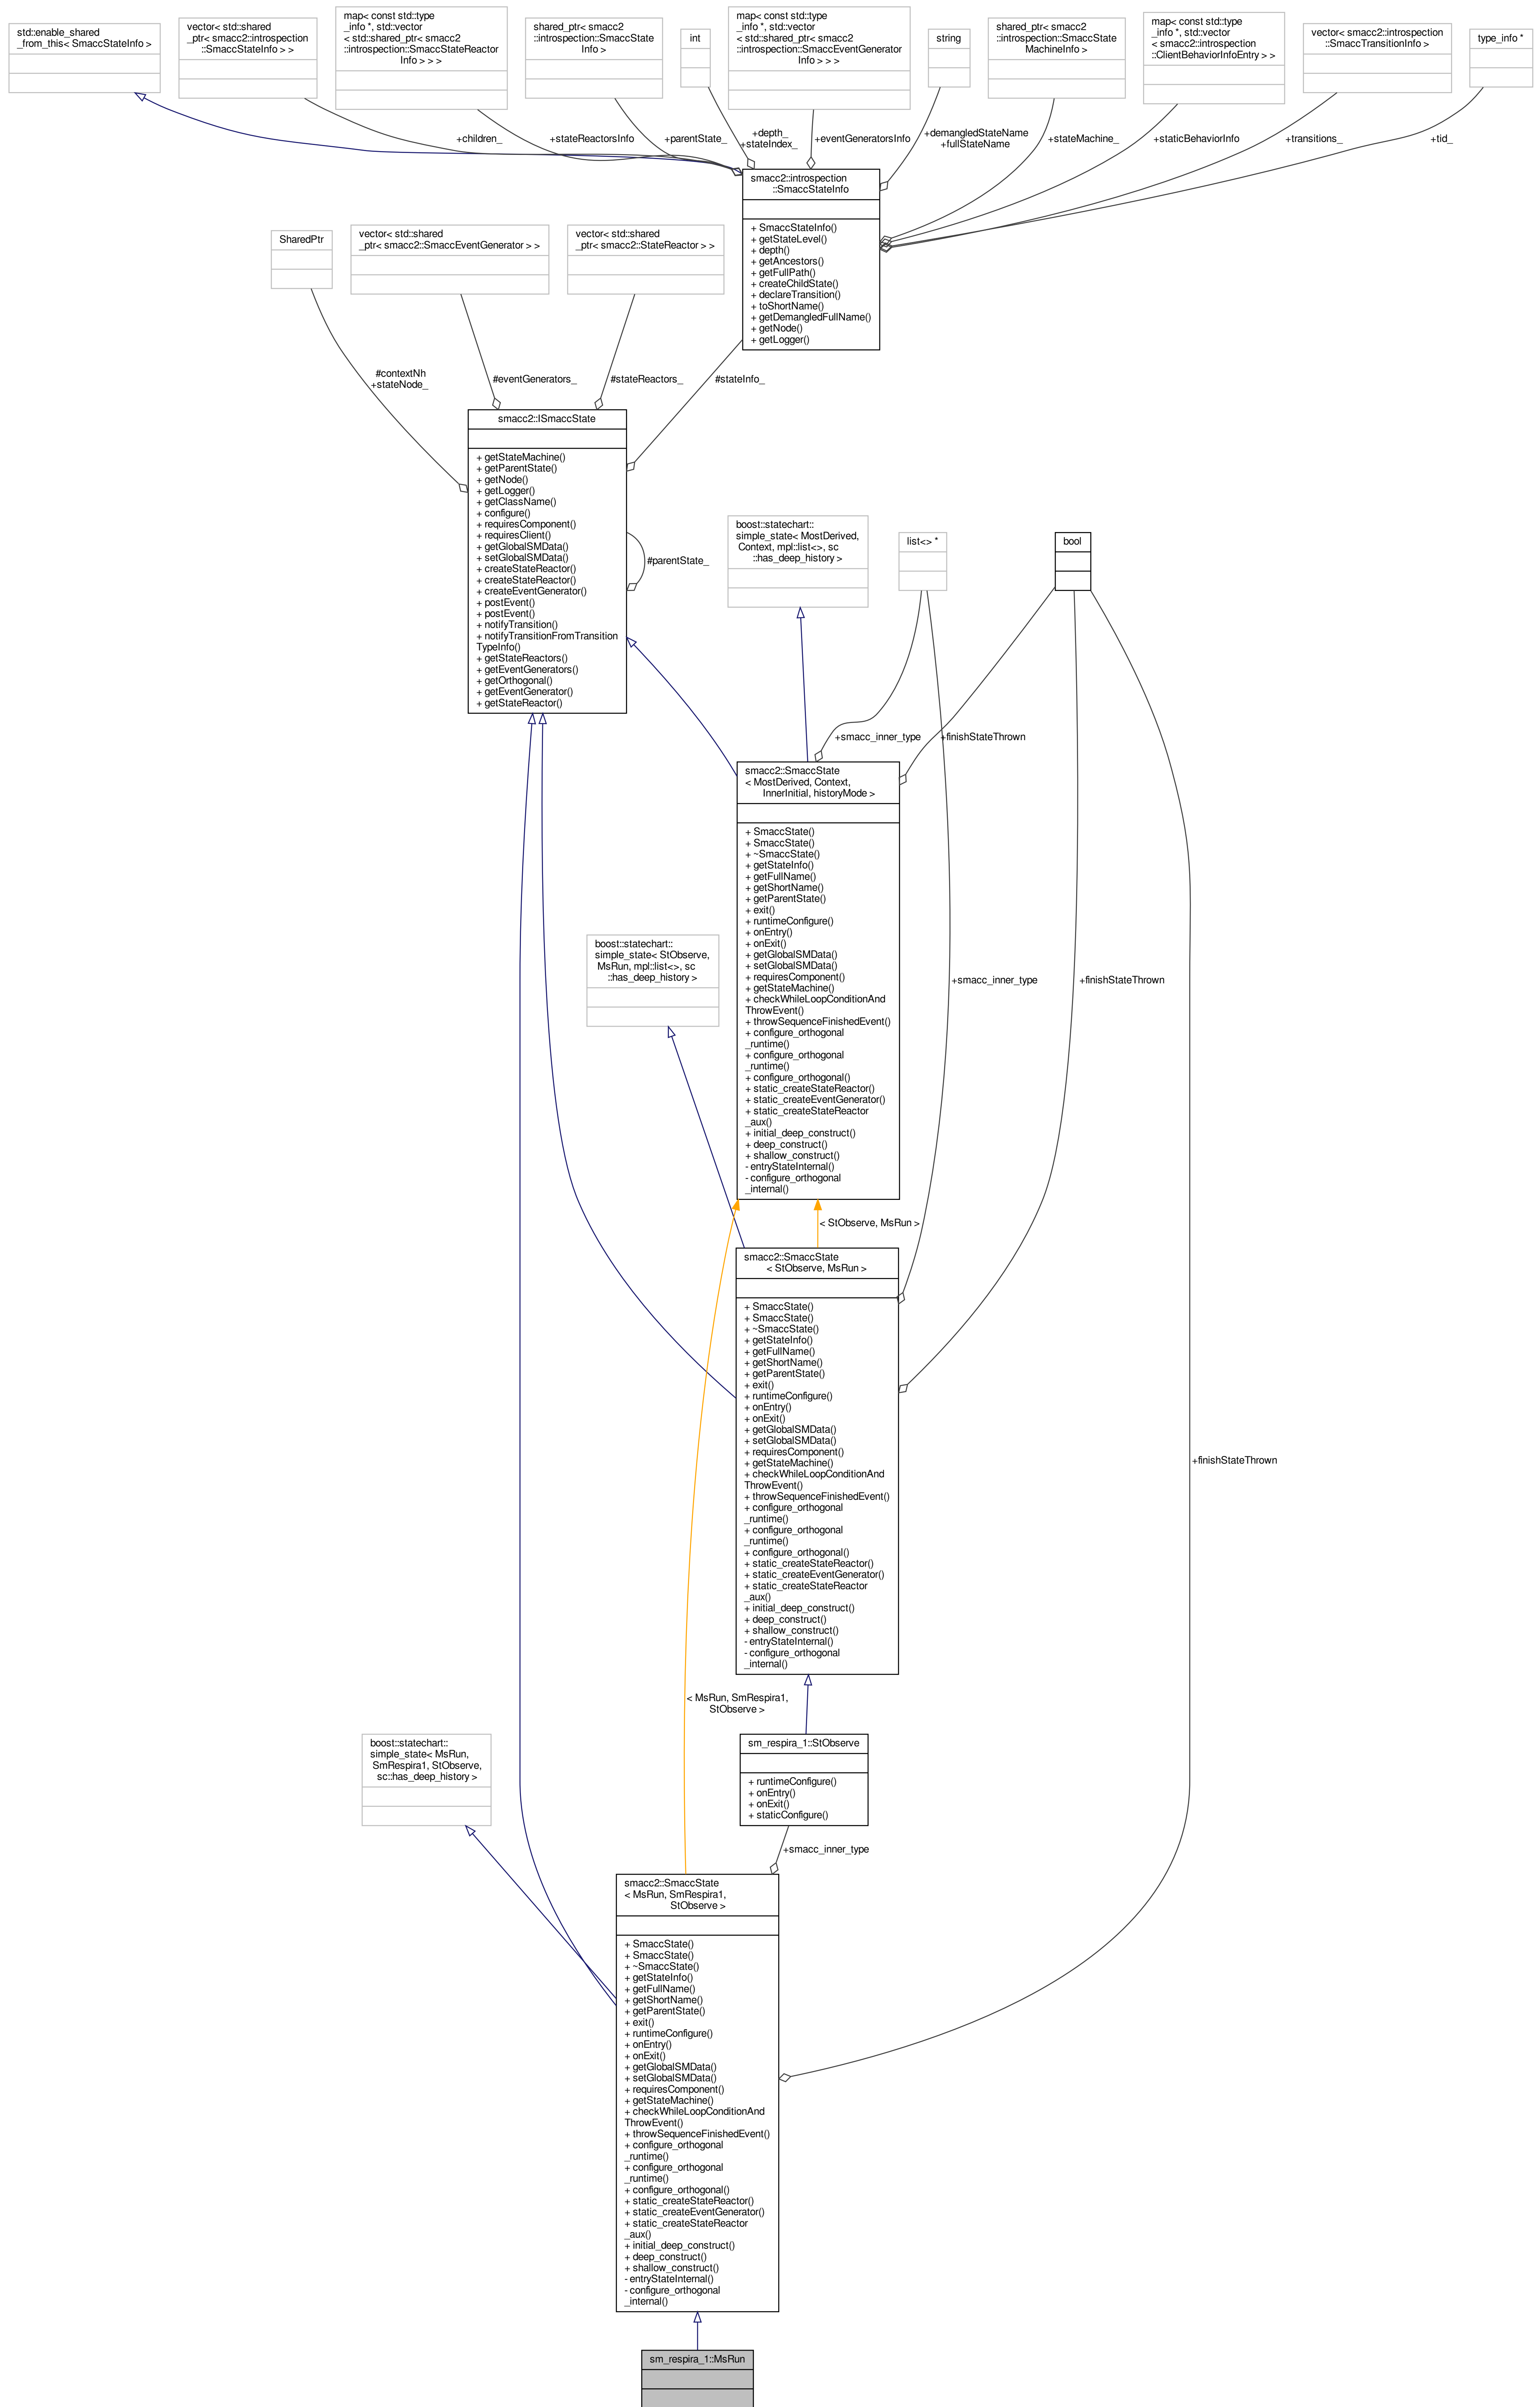 std::enable_shared
_from_this< SmaccStateInfo >
vector< std::shared
_ptr< smacc2::introspection
::SmaccStateInfo > >
map< const std::type
_info *, std::vector
< std::shared_ptr< smacc2
::introspection::SmaccStateReactor
Info > > >
shared_ptr< smacc2
::introspection::SmaccState
Info >
int
map< const std::type
_info *, std::vector
< std::shared_ptr< smacc2
::introspection::SmaccEventGenerator
Info > > >
string
shared_ptr< smacc2
::introspection::SmaccState
MachineInfo >
map< const std::type
_info *, std::vector
< smacc2::introspection
::ClientBehaviorInfoEntry > >
vector< smacc2::introspection
::SmaccTransitionInfo >
type_info *
+children_
+stateReactorsInfo
+parentState_
+depth_
+stateIndex_
+eventGeneratorsInfo
+demangledStateName
+fullStateName
+stateMachine_
+staticBehaviorInfo
+transitions_
+tid_
smacc2::introspection
::SmaccStateInfo
+ SmaccStateInfo()
+ getStateLevel()
+ depth()
+ getAncestors()
+ getFullPath()
+ createChildState()
+ declareTransition()
+ toShortName()
+ getDemangledFullName()
+ getNode()
+ getLogger()
SharedPtr
vector< std::shared
_ptr< smacc2::SmaccEventGenerator > >
vector< std::shared
_ptr< smacc2::StateReactor > >
#contextNh
+stateNode_
#eventGenerators_
#stateReactors_
#stateInfo_
smacc2::ISmaccState
+ getStateMachine()
+ getParentState()
+ getNode()
+ getLogger()
+ getClassName()
+ configure()
+ requiresComponent()
+ requiresClient()
+ getGlobalSMData()
+ setGlobalSMData()
+ createStateReactor()
+ createStateReactor()
+ createEventGenerator()
+ postEvent()
+ postEvent()
+ notifyTransition()
+ notifyTransitionFromTransition
TypeInfo()
+ getStateReactors()
+ getEventGenerators()
+ getOrthogonal()
+ getEventGenerator()
+ getStateReactor()
#parentState_
boost::statechart::
simple_state< MostDerived,
Context, mpl::list<>, sc
::has_deep_history >
list<> *
bool
+smacc_inner_type
+finishStateThrown
smacc2::SmaccState
< MostDerived, Context,
InnerInitial, historyMode >
+ SmaccState()
+ SmaccState()
+ ~SmaccState()
+ getStateInfo()
+ getFullName()
+ getShortName()
+ getParentState()
+ exit()
+ runtimeConfigure()
+ onEntry()
+ onExit()
+ getGlobalSMData()
+ setGlobalSMData()
+ requiresComponent()
+ getStateMachine()
+ checkWhileLoopConditionAnd
ThrowEvent()
+ throwSequenceFinishedEvent()
+ configure_orthogonal
_runtime()
+ configure_orthogonal
_runtime()
+ configure_orthogonal()
+ static_createStateReactor()
+ static_createEventGenerator()
+ static_createStateReactor
_aux()
+ initial_deep_construct()
+ deep_construct()
+ shallow_construct()
- entryStateInternal()
- configure_orthogonal
_internal()
boost::statechart::
simple_state< StObserve,
MsRun, mpl::list<>, sc
::has_deep_history >
+smacc_inner_type
+finishStateThrown
< StObserve, MsRun >
smacc2::SmaccState
< StObserve, MsRun >
+ SmaccState()
+ SmaccState()
+ ~SmaccState()
+ getStateInfo()
+ getFullName()
+ getShortName()
+ getParentState()
+ exit()
+ runtimeConfigure()
+ onEntry()
+ onExit()
+ getGlobalSMData()
+ setGlobalSMData()
+ requiresComponent()
+ getStateMachine()
+ checkWhileLoopConditionAnd
ThrowEvent()
+ throwSequenceFinishedEvent()
+ configure_orthogonal
_runtime()
+ configure_orthogonal
_runtime()
+ configure_orthogonal()
+ static_createStateReactor()
+ static_createEventGenerator()
+ static_createStateReactor
_aux()
+ initial_deep_construct()
+ deep_construct()
+ shallow_construct()
- entryStateInternal()
- configure_orthogonal
_internal()
+finishStateThrown
< MsRun, SmRespira1,
StObserve >
boost::statechart::
simple_state< MsRun,
SmRespira1, StObserve,
sc::has_deep_history >
sm_respira_1::StObserve
+ runtimeConfigure()
+ onEntry()
+ onExit()
+ staticConfigure()
+smacc_inner_type
smacc2::SmaccState
< MsRun, SmRespira1,
StObserve >
+ SmaccState()
+ SmaccState()
+ ~SmaccState()
+ getStateInfo()
+ getFullName()
+ getShortName()
+ getParentState()
+ exit()
+ runtimeConfigure()
+ onEntry()
+ onExit()
+ getGlobalSMData()
+ setGlobalSMData()
+ requiresComponent()
+ getStateMachine()
+ checkWhileLoopConditionAnd
ThrowEvent()
+ throwSequenceFinishedEvent()
+ configure_orthogonal
_runtime()
+ configure_orthogonal
_runtime()
+ configure_orthogonal()
+ static_createStateReactor()
+ static_createEventGenerator()
+ static_createStateReactor
_aux()
+ initial_deep_construct()
+ deep_construct()
+ shallow_construct()
- entryStateInternal()
- configure_orthogonal
_internal()
sm_respira_1::MsRun